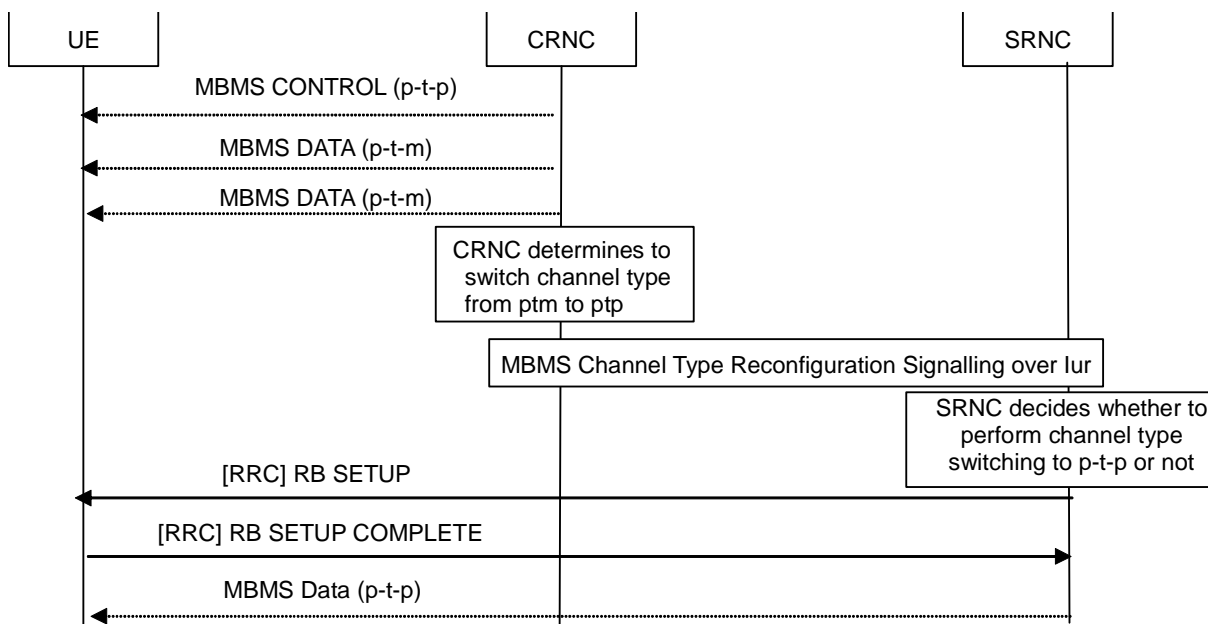 UE
CRNC
SRNC
MBMS CONTROL (p-t-p)
MBMS DATA (p-t-m)
MBMS DATA (p-t-m)
CRNC determines to
switch channel type
from ptm to ptp
MBMS Channel Type Reconfiguration Signalling over Iur
SRNC decides whether to
perform channel type
switching to p-t-p or not
[RRC] RB SETUP
[RRC] RB SETUP COMPLETE
MBMS Data (p-t-p)